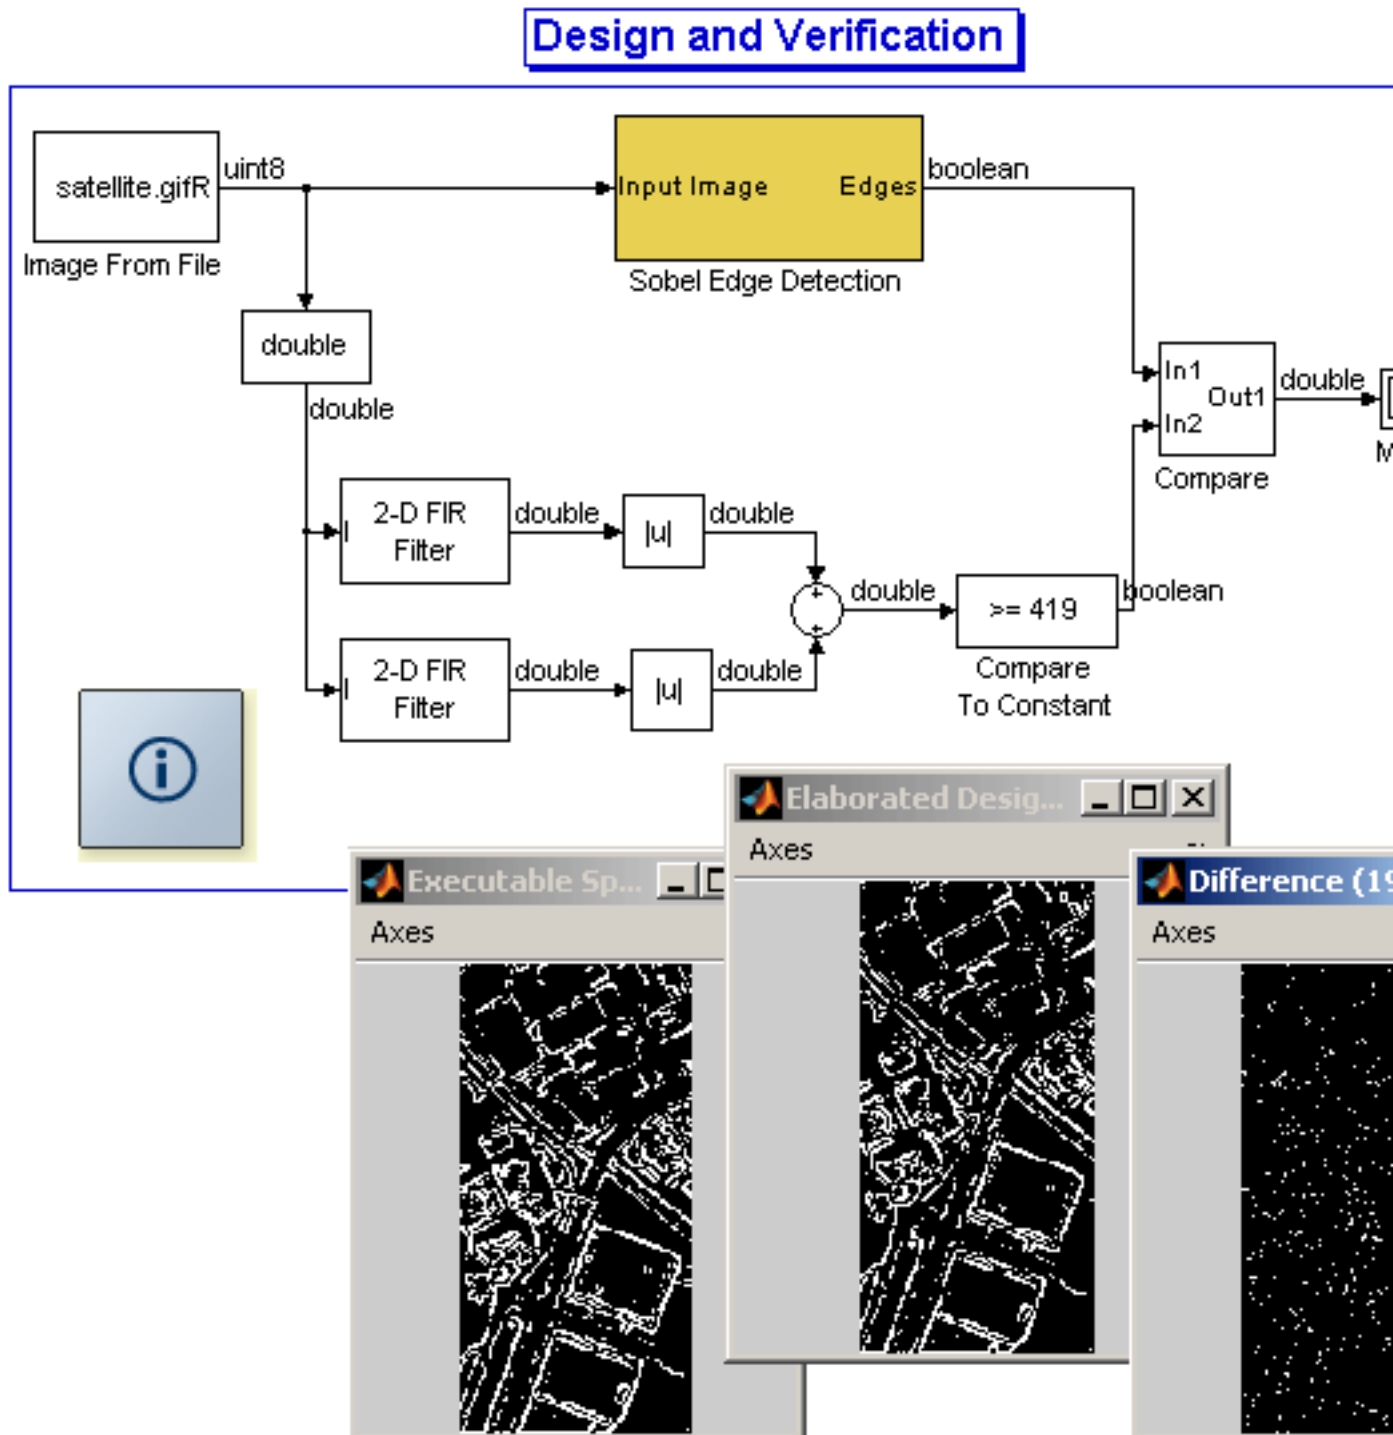 Design and Verification
satellite.gifR
uint8
Image From File
Input Image
Edges
boolean
Sobel Edge Detection
double
double
In1
In2
Out1
double
Compare
2-D FIR
Filter
double
|u|
double
2-D FIR
Filter
double
|u|
double
+
+
double
>= 419
boolean
Compare
To Constant
i
Elaborated Desig...
Axes
Executable Sp...
Axes
Difference (19
Axes